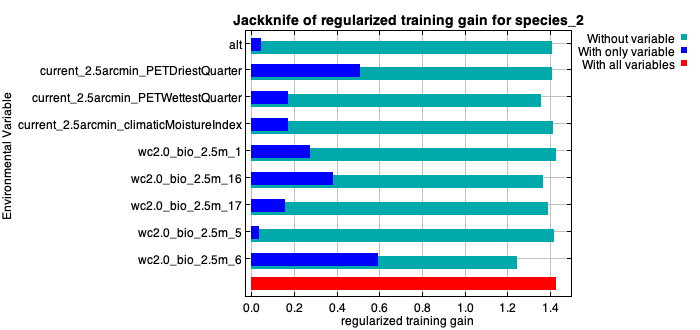 Jackknife of regularized training gain for species_2
Without variable
With only variable
With all variables
Environmental Variable
alt
current_2.5arcmin_PETDriestQuarter
current_2.5arcmin_PETWettestQuarter
current_2.5arcmin_climaticMoistureIndex
wc2.0_bio_2.5m_1
wc2.0_bio_2.5m_16
wc2.0_bio_2.5m_17
wc2.0_bio_2.5m_5
wc2.0_bio_2.5m_6
0.0 0.2 0.4 0.6 0.8 1.0 1.2 1.4
regularized training gain